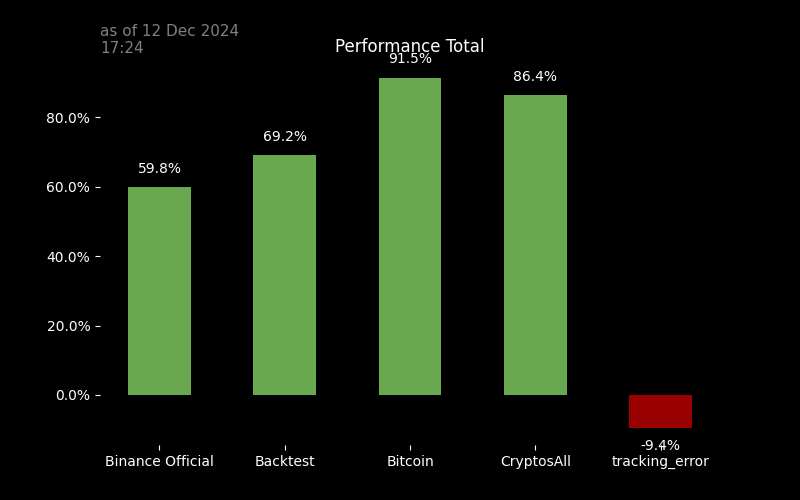 as of 12 Dec 2024
17:24
Performance Total
91.5%
86.4%
80.0%
69.2%
59.8%
60.0%
40.0%
20.0%
0.0%
-9.4%
Binance Official
Backtest
Bitcoin
CryptosAll
tracking_error